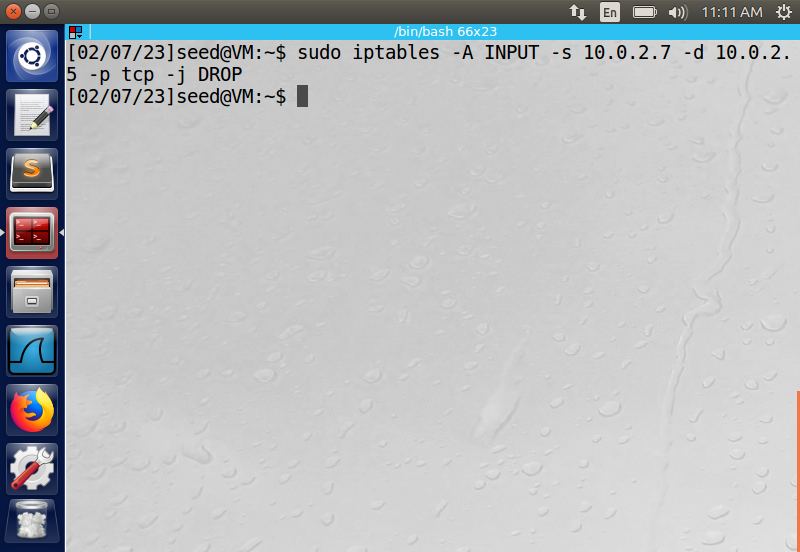 En
11:11 AM
/bin/bash 66x23
[02/07/23]seed@VM:~$ sudo iptables -A INPUT -s 10.0.2.7 -d 10.0.2.
5 -p tcp -j DROP
[02/07/23]seed@VM:~$